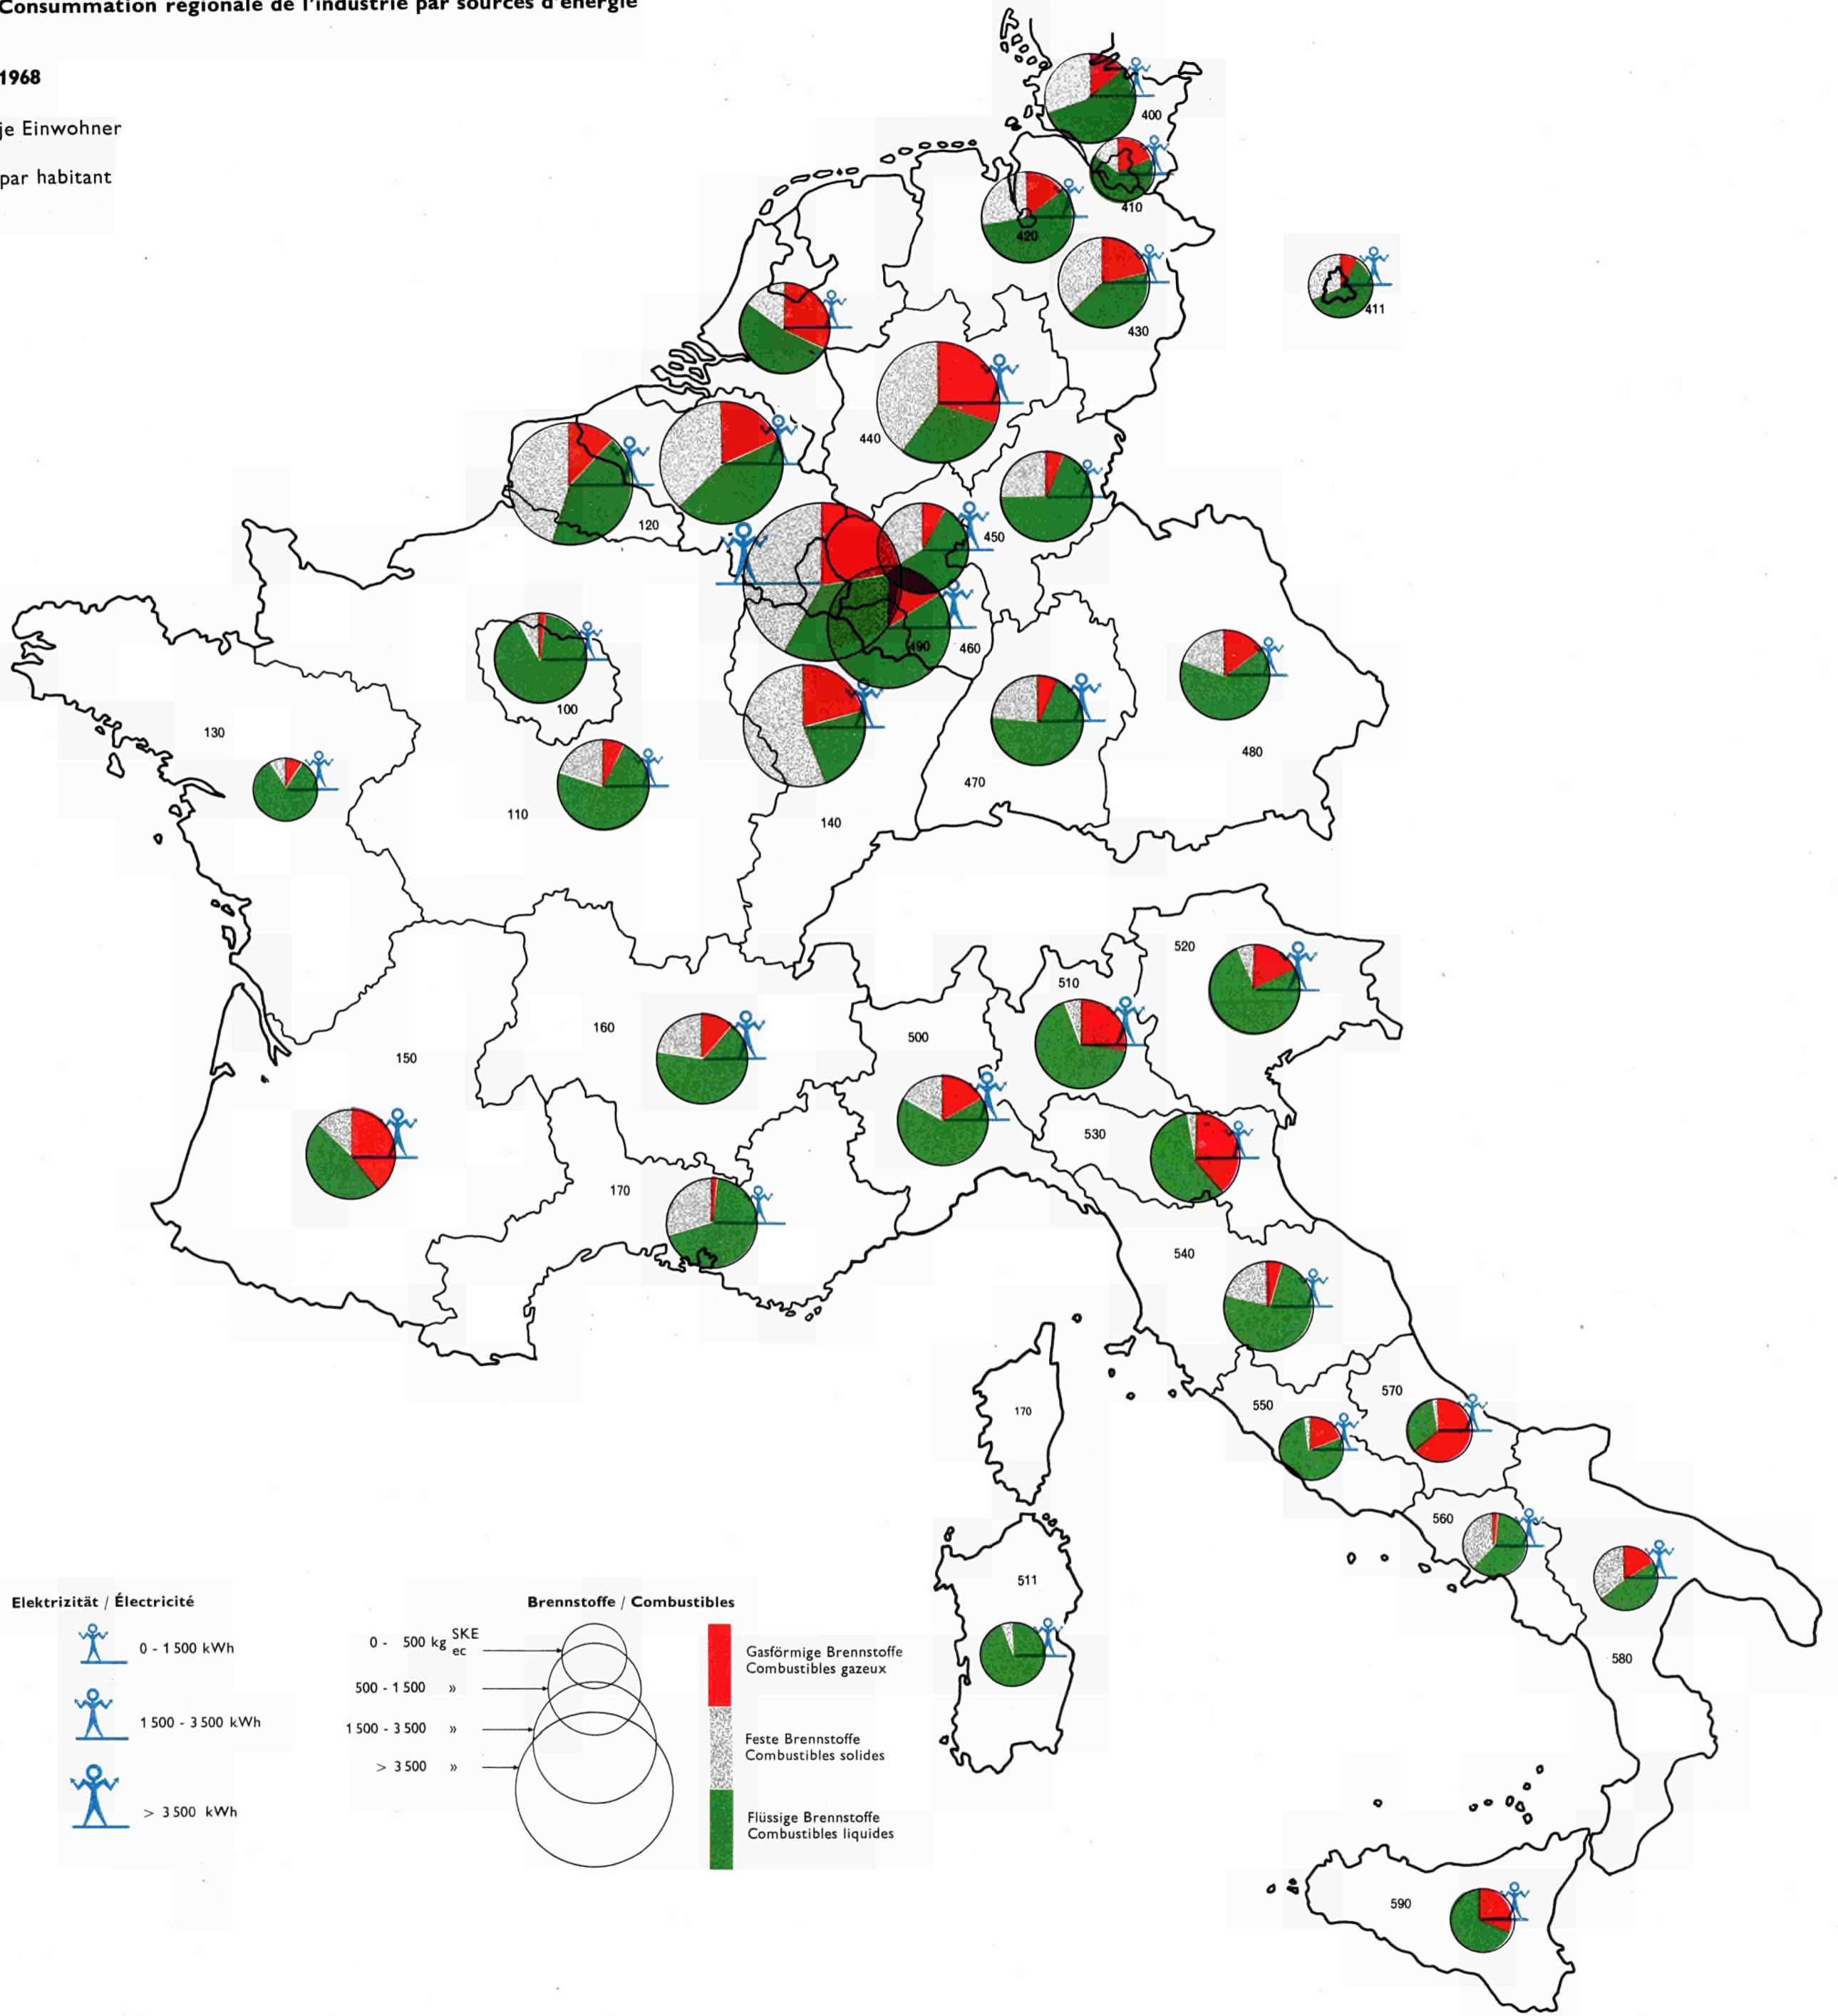 Consummation régionale de l'industrie par sources d'énergie
1968
je Einwohner
par habitant
400
410
420
430
411
440
120
450
490
460
100
130
110
140
470
480
520
510
160
500
150
530
170
540
570
550
170
560
511
580
590
Elektrizität / Électricité
0 - 1 500 kWh
1 500 - 3 500 kWh
> 3 500 kWh
Brennstoffe / Combustibles
0 - 500 kg SKE
ec
500 - 1 500 »
1 500 - 3 500 »
> 3 500 »
Gasförmige Brennstoffe
Combustibles gazeux
Feste Brennstoffe
Combustibles solides
Flüssige Brennstoffe
Combustibles liquides